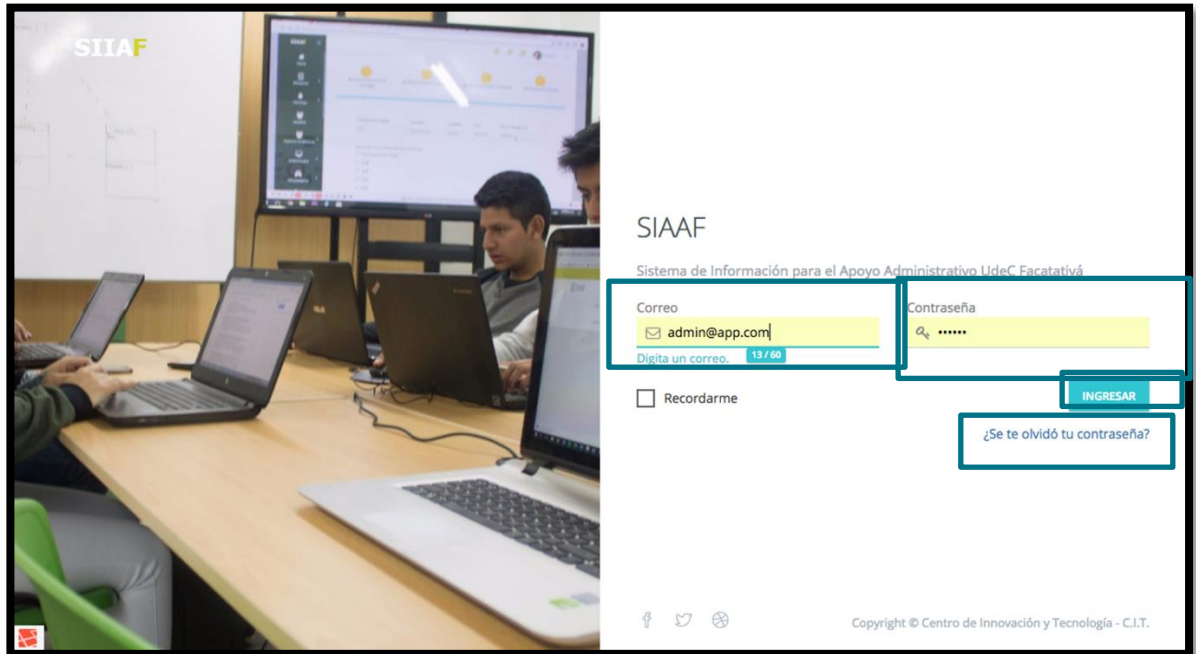 SIIAF
SIAAF
Sistema de Información para el Apoyo Administrativo UdeC Facatativá
Correo
Contraseña
admin@app.com
••••••
Digita un correo.
13 / 60
Recordarme
INGRESAR
¿Se te olvidó tu contraseña?
Copyright © Centro de Innovación y Tecnología - C.I.T.